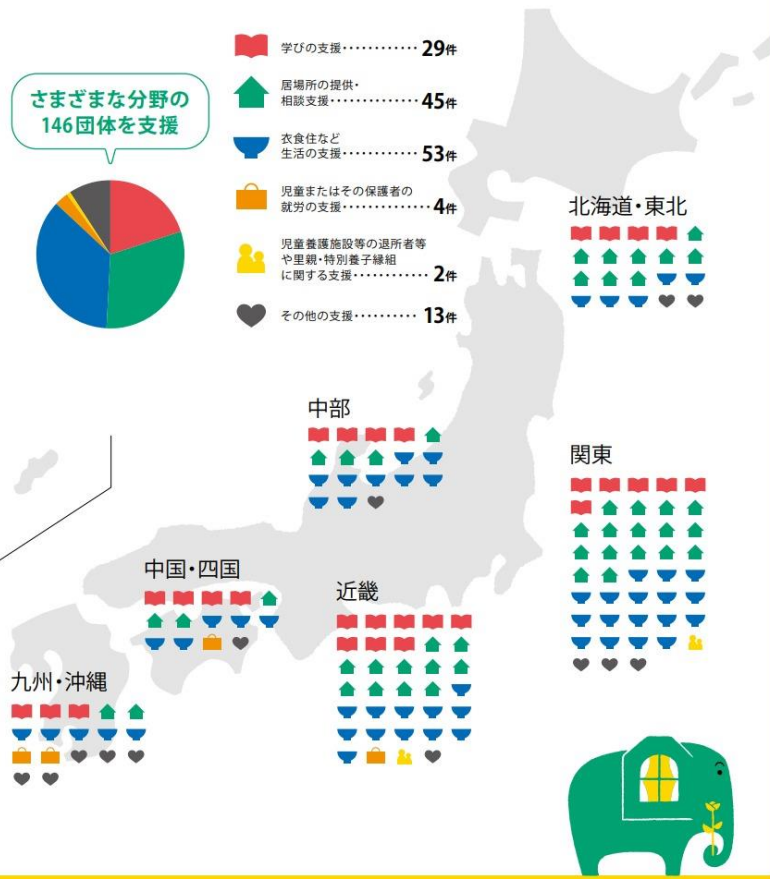 さまざまな分野の
146団体を支援
学びの支援············29件
居場所の提供・
相談支援··············45件
衣食住など
生活の支援············53件
児童またはその保護者の
就労の支援··············4件
児童養護施設等の退所者等
や里親・特別養子縁組
に関する支援···········2件
その他の支援··········13件
北海道・東北
中部
関東
中国・四国
近畿
九州・沖縄